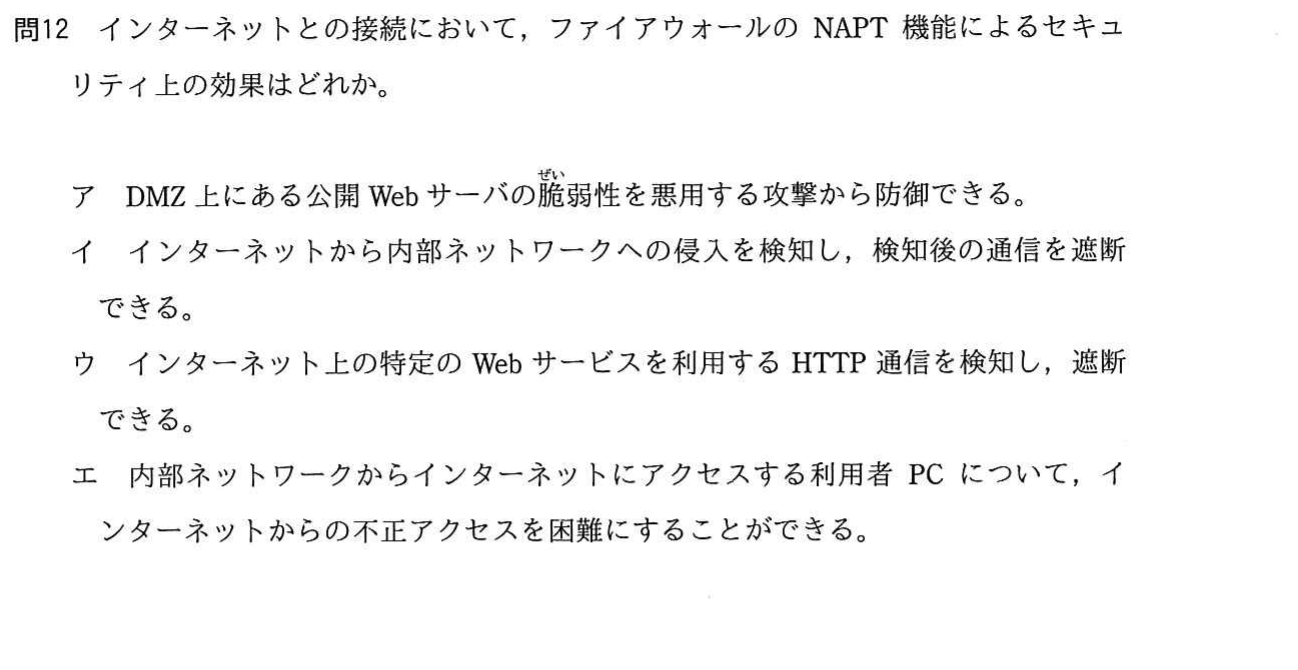 問12 インターネットとの接続において，ファイアウォールの NAPT 機能によるセキュ
リティ上の効果はどれか。
ア DMZ 上にある公開 Web サーバの脆弱性を悪用する攻撃から防御できる。
ぜい
イ インターネットから内部ネットワークへの侵入を検知し，検知後の通信を遮断
できる。
ウ インターネット上の特定の Web サービスを利用する HTTP 通信を検知し，遮断
できる。
エ 内部ネットワークからインターネットにアクセスする利用者 PC について，イ
ンターネットからの不正アクセスを困難にすることができる。